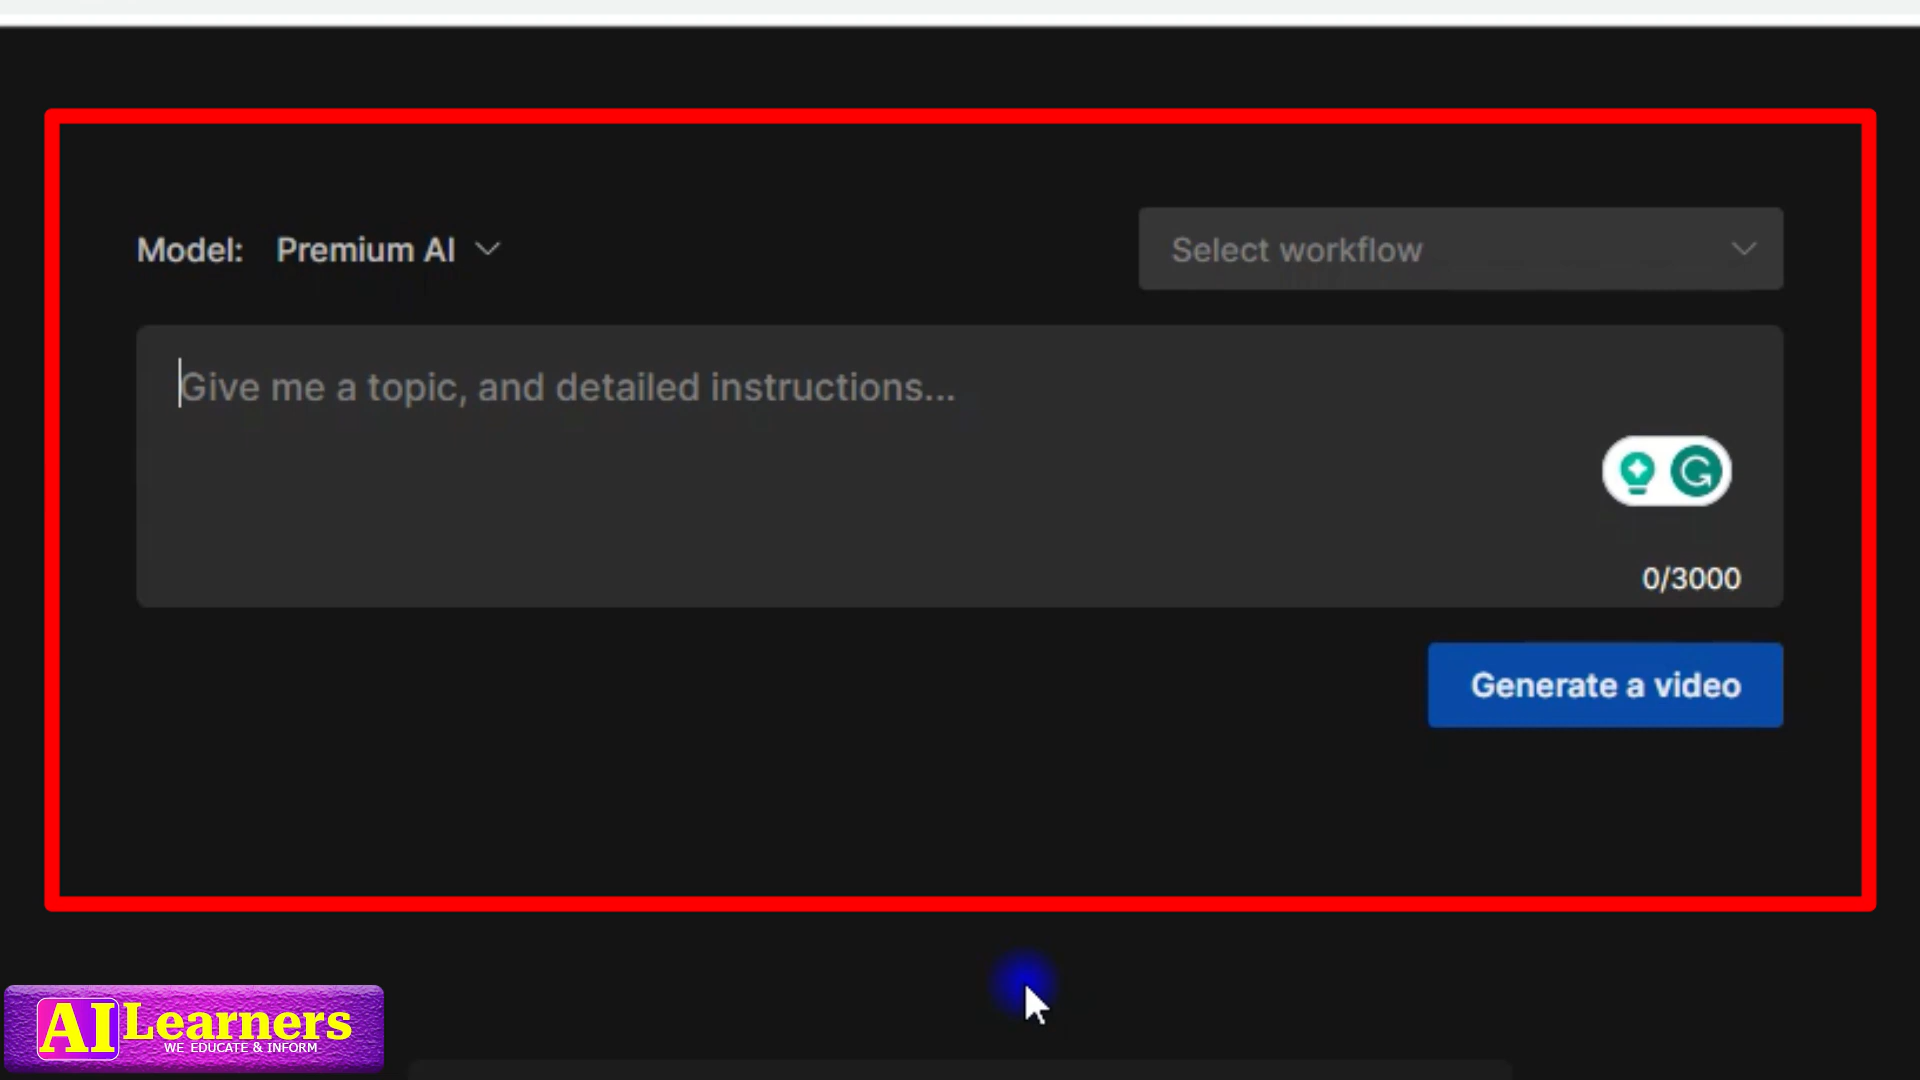 Model: Premium AI
Select workflow
Give me a topic, and detailed instructions...
0/3000
Generate a video
AI Learners
WE EDUCATE & INFORM